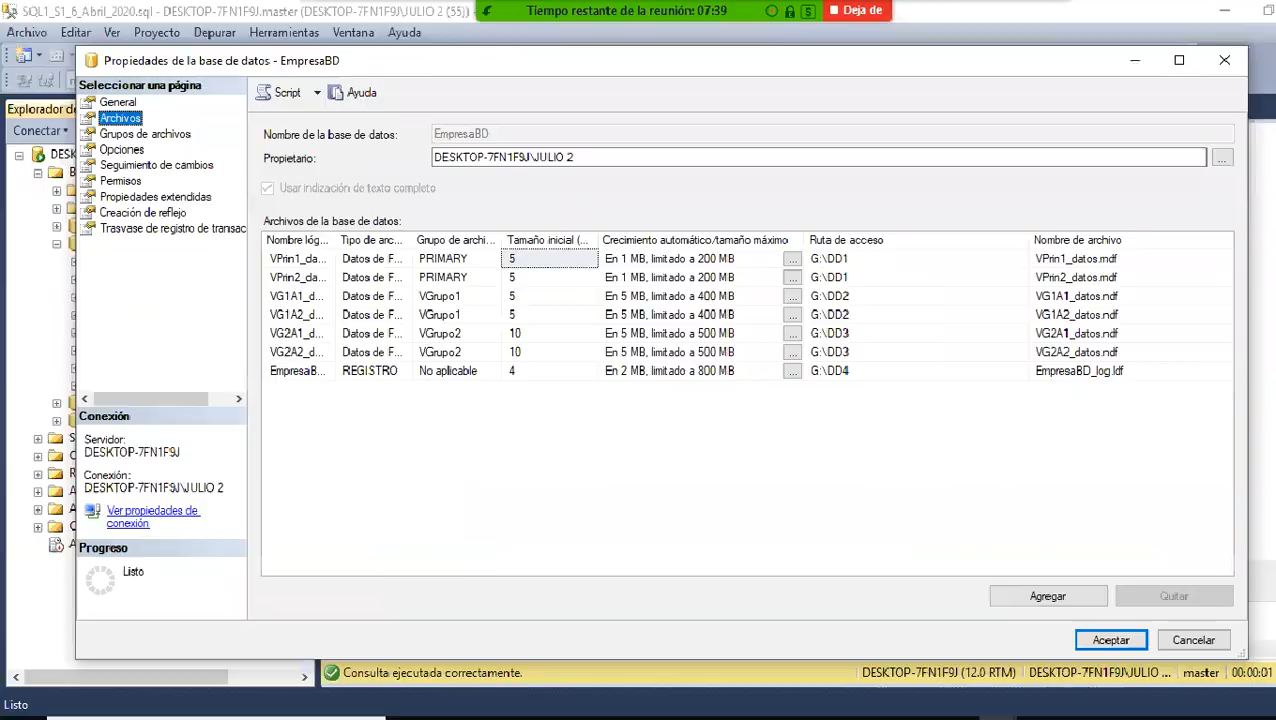 SQL1_S1_6_Abril_2020.sql - DESKTOP-7FN1F9J.master (DESKTOP-7FN1F9J\JULIO 2 (55))
Tiempo restante de la reunión: 07:39
Deja de
Archivo Editar Ver Proyecto Depurar Herramientas Ventana Ayuda
Propiedades de la base de datos - EmpresaBD
Seleccionar una página
General
Archivos
Grupos de archivos
Opciones
Seguimiento de cambios
Permisos
Propiedades extendidas
Creación de reflejo
Trasvase de registro de transac
Explorador de
Conectar
DESK
Script Ayuda
Nombre de la base de datos: EmpresaBD
Propietario: DESKTOP-7FN1F9J\JULIO 2 ...
Usar indización de texto completo
Archivos de la base de datos:
Nombre lóg... Tipo de arc... Grupo de archi... Tamaño inicial (... Crecimiento automático/tamaño máximo Ruta de acceso Nombre de archivo
VPrin1_da... Datos de F... PRIMARY 5 En 1 MB, limitado a 200 MB ... G:\DD1 VPrin1_datos.mdf
VPrin2_da... Datos de F... PRIMARY 5 En 1 MB, limitado a 200 MB ... G:\DD1 VPrin2_datos.mdf
VG1A1_d... Datos de F... VGrupo1 5 En 5 MB, limitado a 400 MB ... G:\DD2 VG1A1_datos.ndf
VG1A2_d... Datos de F... VGrupo1 5 En 5 MB, limitado a 400 MB ... G:\DD2 VG1A2_datos.ndf
VG2A1_d... Datos de F... VGrupo2 10 En 5 MB, limitado a 500 MB ... G:\DD3 VG2A1_datos.ndf
VG2A2_d... Datos de F... VGrupo2 10 En 5 MB, limitado a 500 MB ... G:\DD3 VG2A2_datos.ndf
EmpresaB... REGISTRO No aplicable 4 En 2 MB, limitado a 800 MB ... G:\DD4 EmpresaBD_log.ldf
Conexión
Servidor:
DESKTOP-7FN1F9J
Conexión:
DESKTOP-7FN1F9J\JULIO 2
Ver propiedades de
conexión
Progreso
Listo
Agregar Quitar
Aceptar Cancelar
Consulta ejecutada correctamente. DESKTOP-7FN1F9J (12.0 RTM) DESKTOP-7FN1F9J\JULIO ... master 00:00:01
Listo